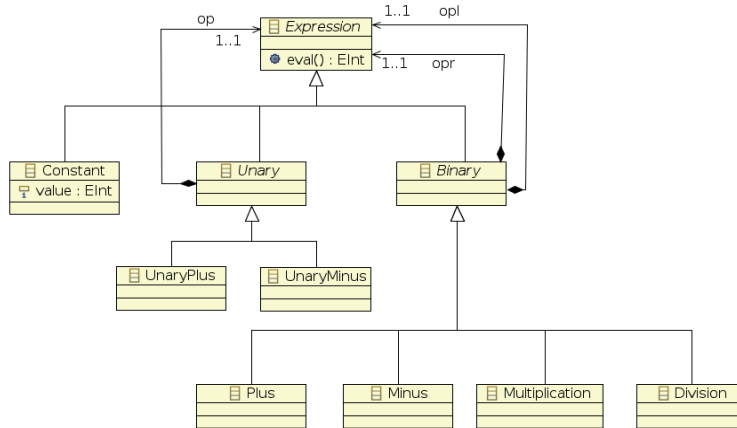 op
Expression
1..1 opl
1..1
eval() : EInt
1..1 opr
Constant
Unary
Binary
value : EInt
UnaryPlus
UnaryMinus
Plus
Minus
Multiplication
Division